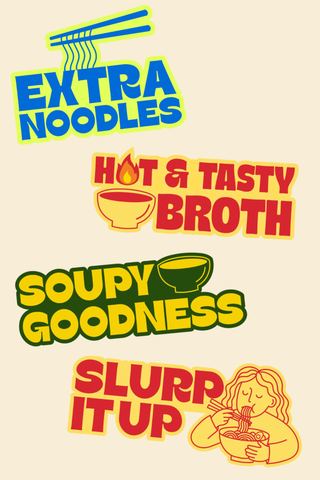 EXTRA
NOODLES
HOT & TASTY
BROTH
SOUPY
GOODNESS
SLURP
IT UP